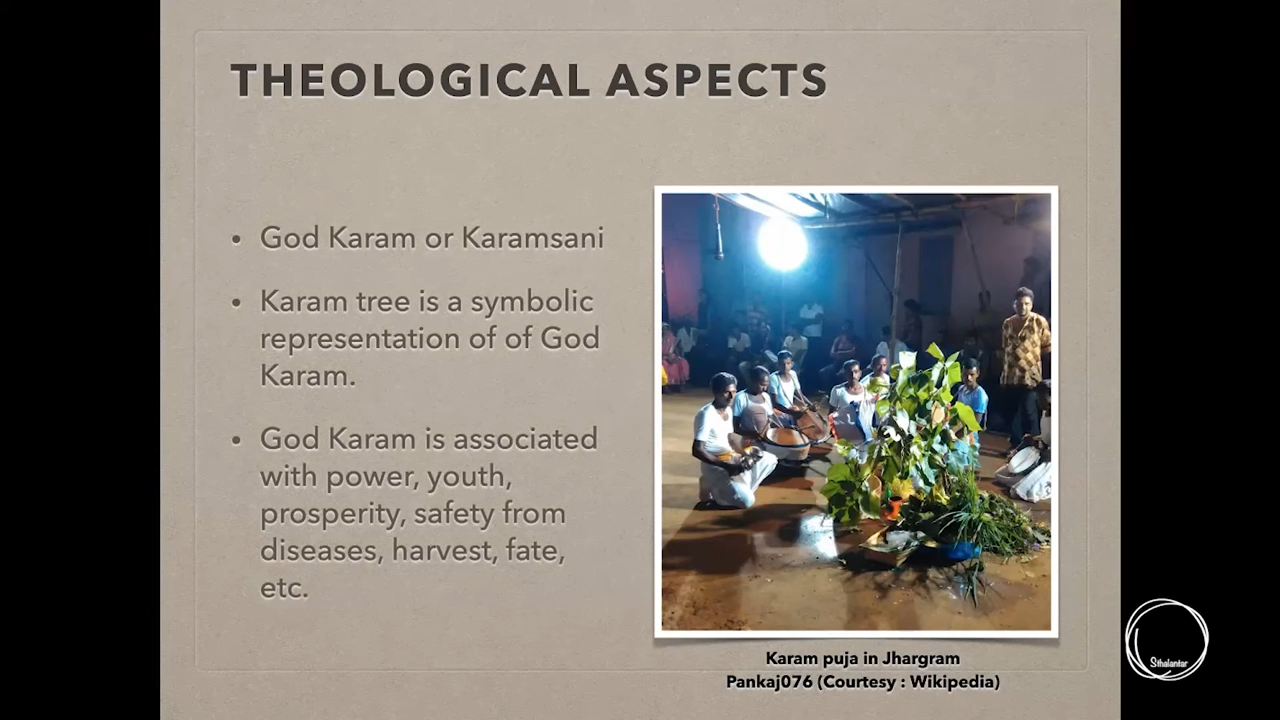 THEOLOGICAL ASPECTS
• God Karam or Karamsani
• Karam tree is a symbolic
representation of of God
Karam.
• God Karam is associated
with power, youth,
prosperity, safety from
diseases, harvest, fate,
etc.
Karam puja in Jhargram
Pankaj076 (Courtesy : Wikipedia)
Sthalantar